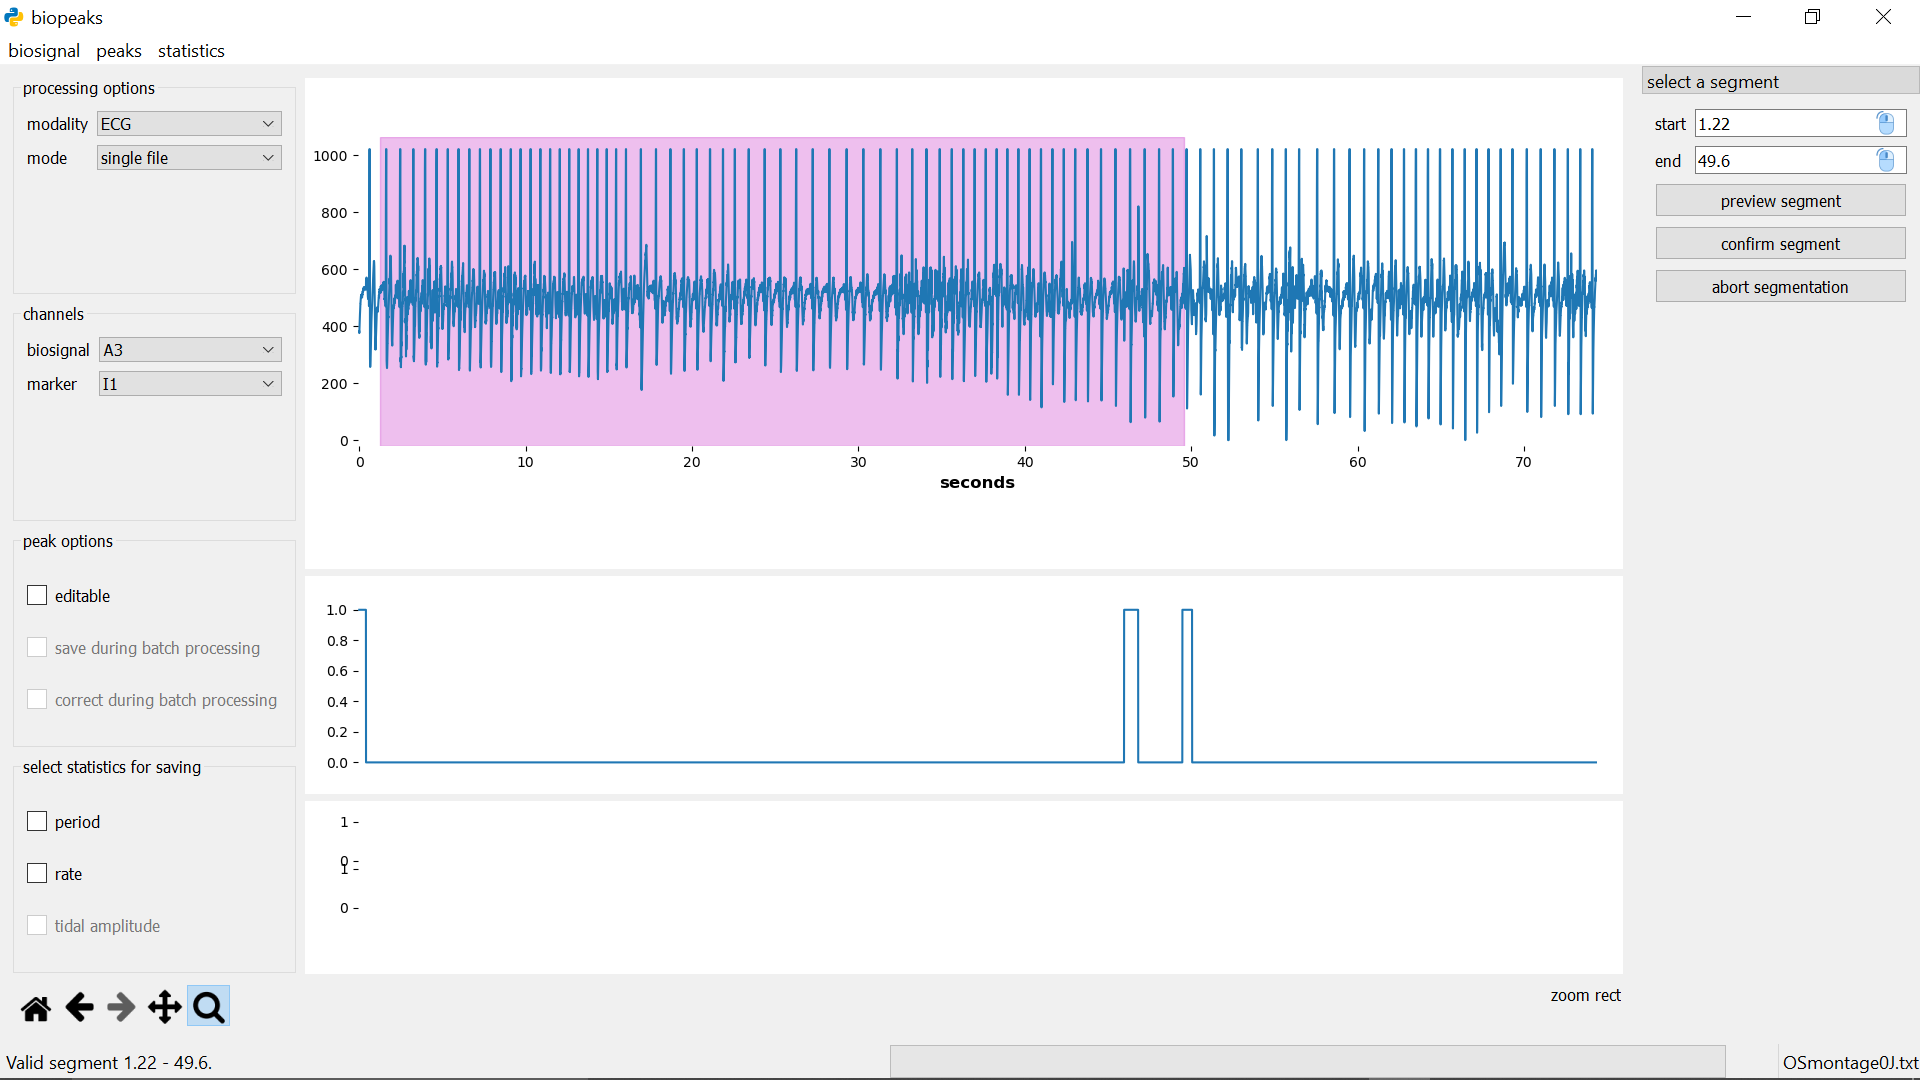 biopeaks
biosignal peaks statistics
processing options
modality ECG
mode single file
channels
biosignal A3
marker I1
peak options
editable
save during batch processing
correct during batch processing
select statistics for saving
period
rate
tidal amplitude
1000
800
600
400
200
0
0 10 20 30 40 50 60 70
seconds
1.0
0.8
0.6
0.4
0.2
0.0
1
0
1
0
select a segment
start 1.22
end 49.6
preview segment
confirm segment
abort segmentation
zoom rect
Valid segment 1.22 - 49.6.
OSmontage0J.txt